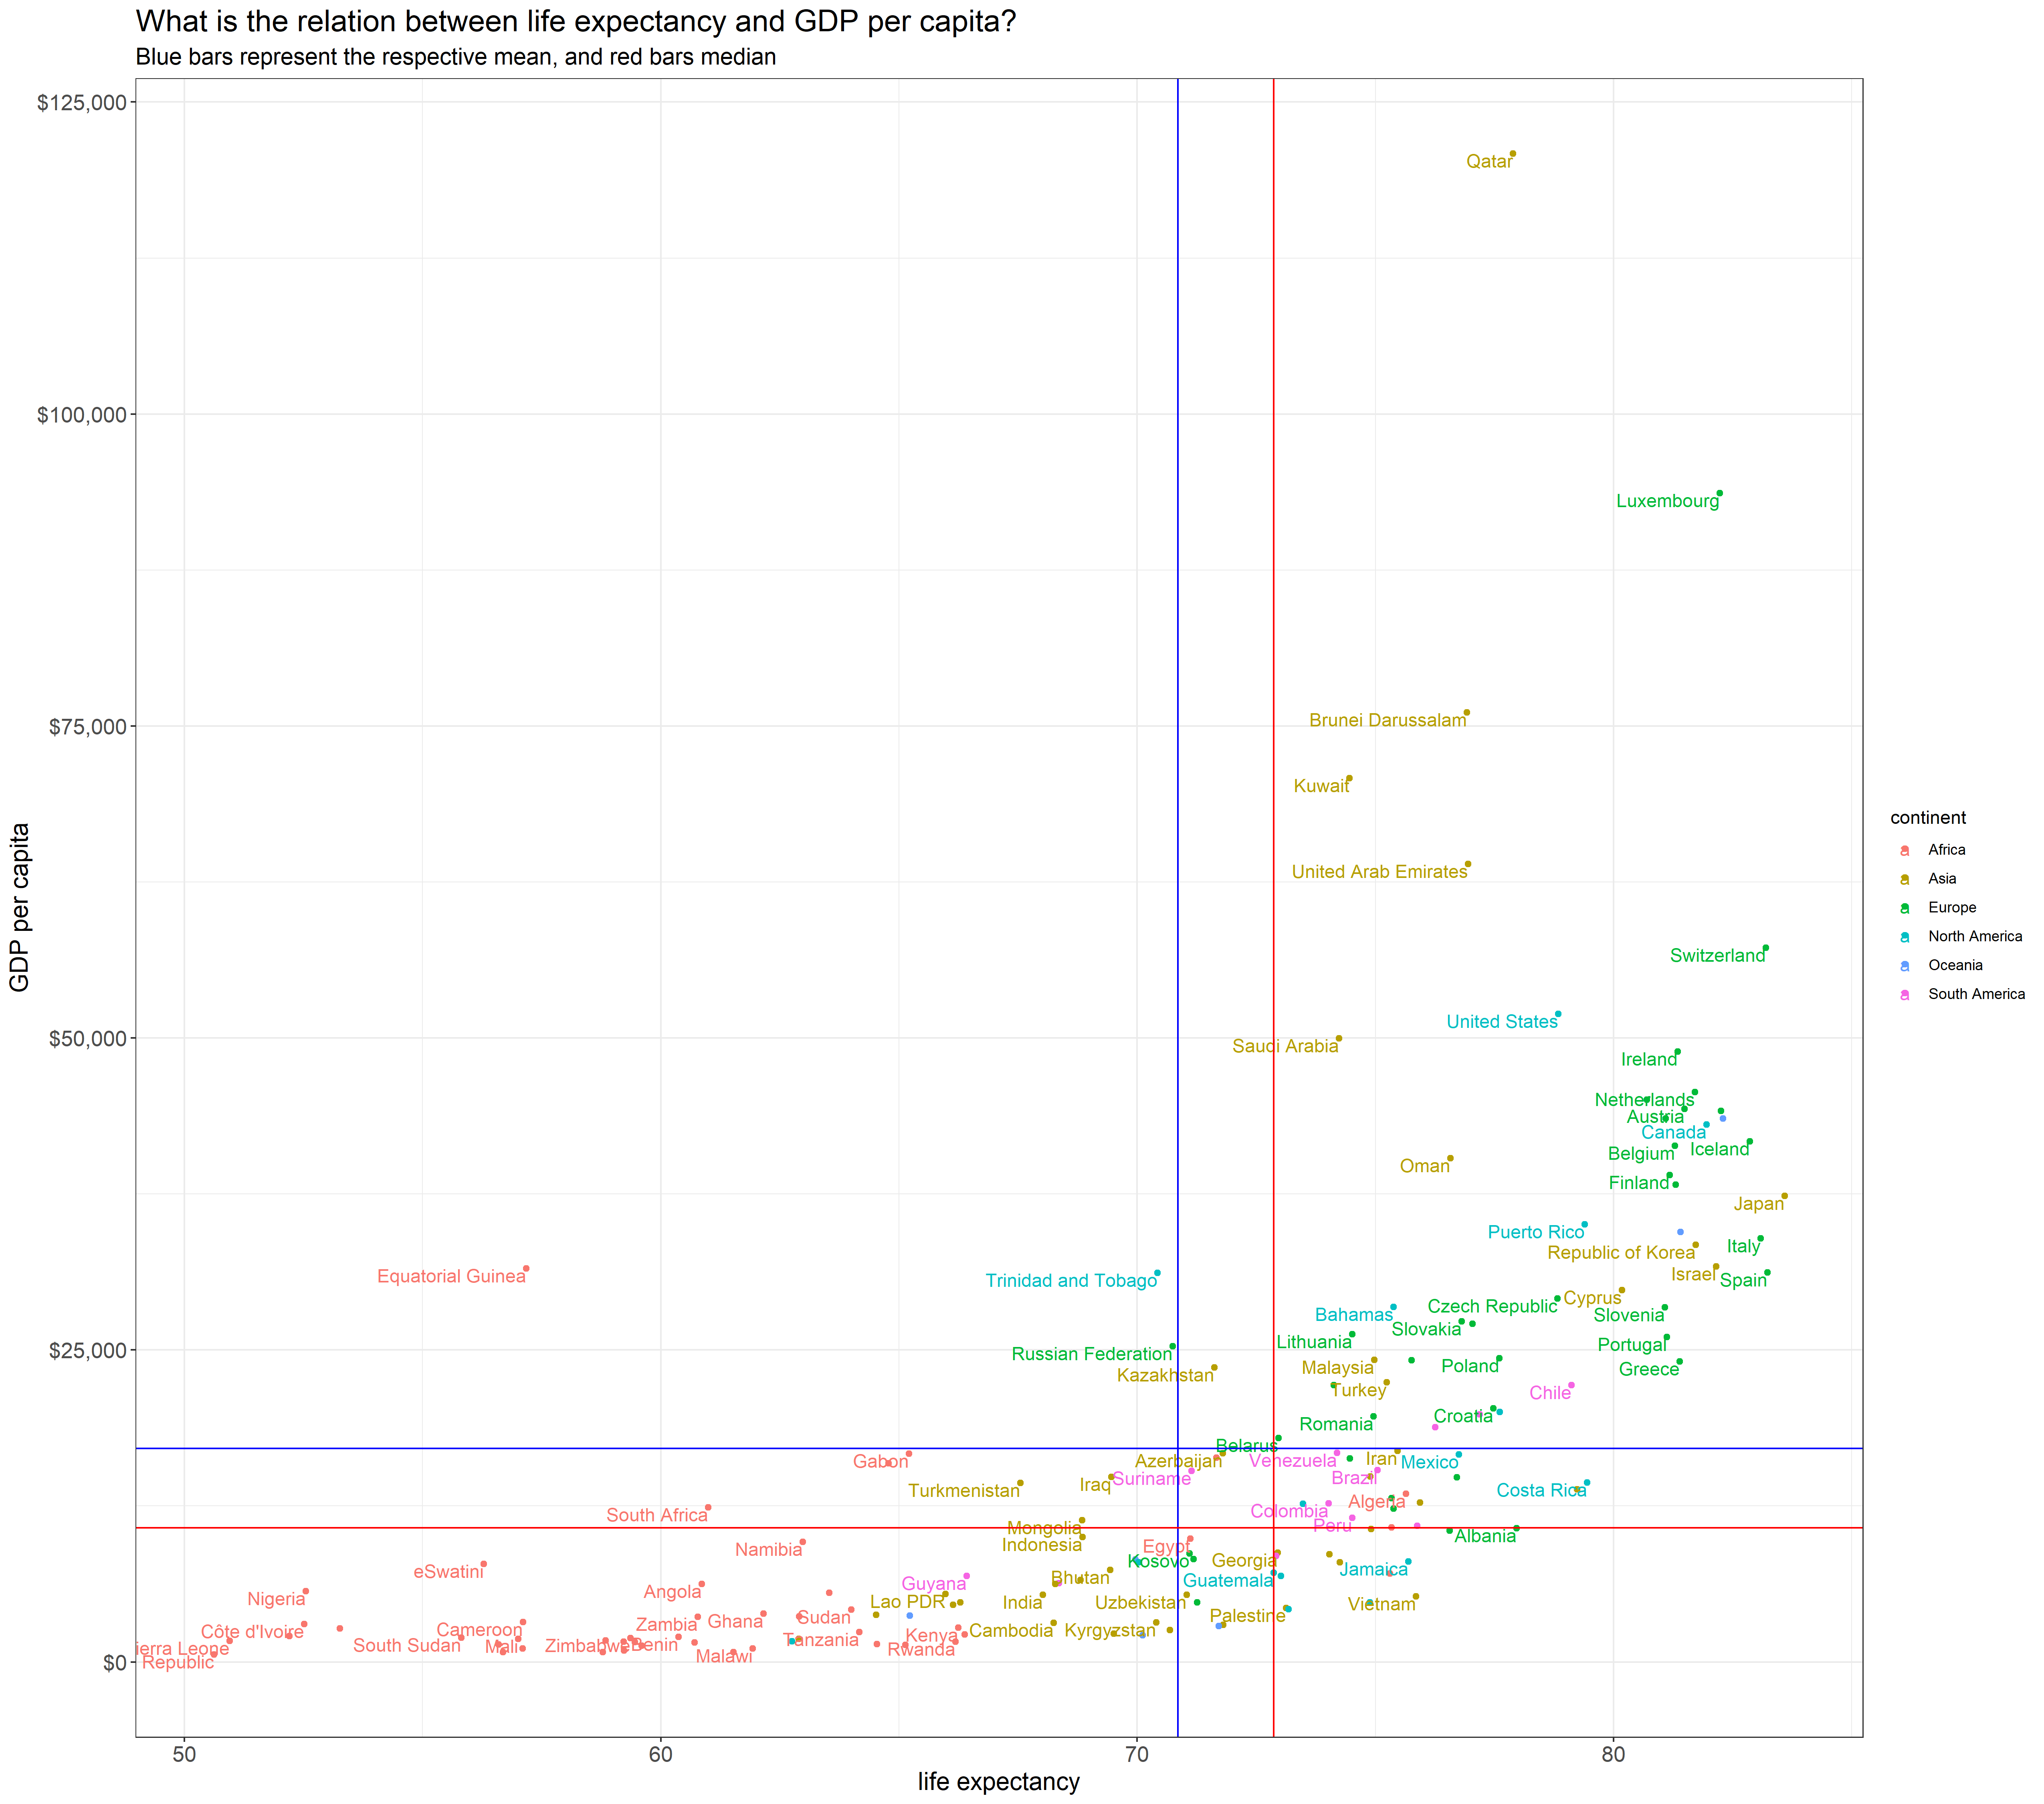 What is the relation between life expectancy and GDP per capita?
Blue bars represent the respective mean, and red bars median
$125,000
Qatar
$100,000
Luxembourg
$75,000
Brunei Darussalam
Kuwait
United Arab Emirates
Switzerland
United States
$50,000
Saudi Arabia
Ireland
Netherlands
Austria
Canada
Iceland
Belgium
Oman
Finland
Japan
Puerto Rico
Republic of Korea
Italy
Equatorial Guinea
Trinidad and Tobago
Israel
Spain
Cyprus
Czech Republic
Bahamas
Slovenia
Slovakia
Lithuania
Portugal
$25,000
Russian Federation
Poland
Malaysia
Greece
Kazakhstan
Turkey
Chile
Croatia
Romania
Belarus
Gabon
Azerbaijan
Venezuela
Iran
Mexico
Suriname
Brazil
Iraq
Turkmenistan
Costa Rica
Algeria
Colombia
South Africa
Peru
Mongolia
Albania
Indonesia
Egypt
Namibia
Kosovo
Georgia
Jamaica
eSwatini
Bhutan
Guatemala
Guyana
Angola
Nigeria
Lao PDR
India
Uzbekistan
Vietnam
Palestine
Sudan
Ghana
Zambia
Cameroon
Côte d'Ivoire
Cambodia
Kyrgyzstan
Kenya
Tanzania
South Sudan
Mali
Zimbabwe
Benin
Rwanda
ierra Leone
Malawi
Republic
$0
50
60
70
80
life expectancy
GDP per capita
continent
a Africa
a Asia
a Europe
a North America
a Oceania
a South America